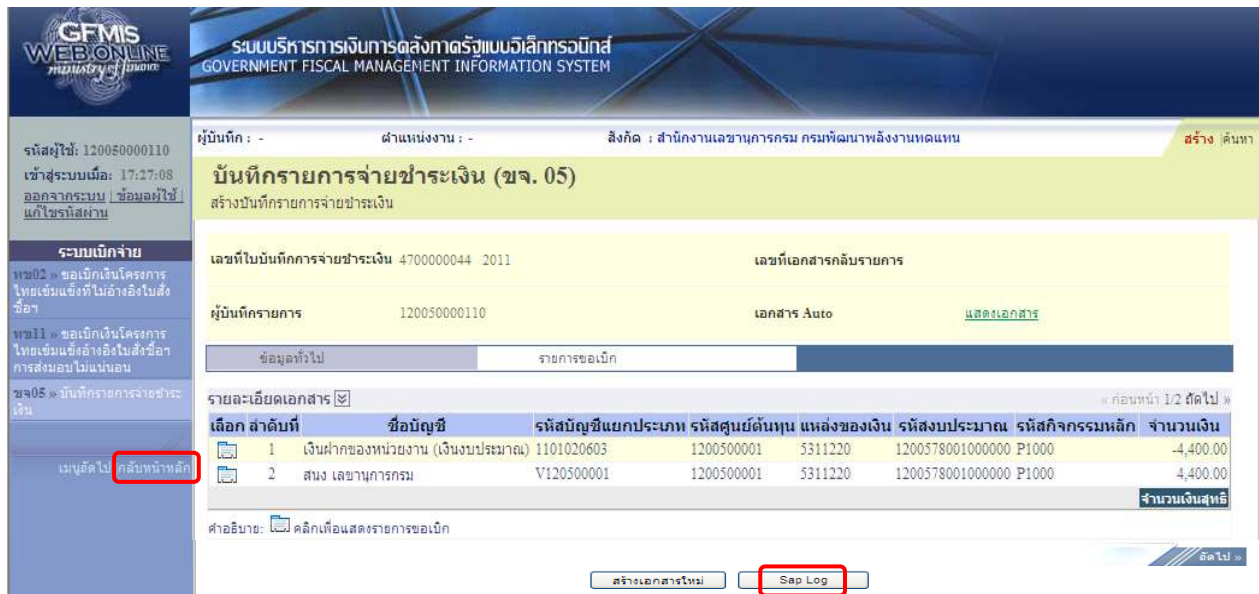 GFMIS
WEB ONLINE
ministry of finance
ระบบบริหารการเงินการคลังภาครัฐแบบอิเล็กทรอนิกส์
GOVERNMENT FISCAL MANAGEMENT INFORMATION SYSTEM
รหัสผู้ใช้: 120050000110
เข้าสู่ระบบเมื่อ: 17:27:08
ออกจากระบบ | ข้อมูลผู้ใช้ |
แก้ไขรหัสผ่าน
ผู้บันทึก : - ตำแหน่งงาน : - สังกัด : สำนักงานเลขานุการกรม กรมพัฒนาพลังงานทดแทน สร้าง |ค้นหา
บันทึกรายการจ่ายชำระเงิน (ขจ. 05)
สร้างบันทึกรายการจ่ายชำระเงิน
ระบบเบิกจ่าย
ทข02 » ขอเบิกเงินโครงการ
ไทยเข้มแข็งที่ไม่อ้างอิงใบสั่ง
ซื้อฯ
ทข11 » ขอเบิกเงินโครงการ
ไทยเข้มแข็งอ้างอิงใบสั่งซื้อฯ
การส่งมอบไม่แน่นอน
ขจ05 » บันทึกรายการจ่ายชำระ
เงิน
เมนูถัดไป กลับหน้าหลัก
เลขที่ใบบันทึกการจ่ายชำระเงิน 4700000044 2011 เลขที่เอกสารกลับรายการ
ผู้บันทึกรายการ 120050000110 เอกสาร Auto แสดงเอกสาร
ข้อมูลทั่วไป รายการขอเบิก
รายละเอียดเอกสาร « ก่อนหน้า 1/2 ถัดไป »
เลือก ลำดับที่ ชื่อบัญชี รหัสบัญชีแยกประเภท รหัสศูนย์ต้นทุน แหล่งของเงิน รหัสงบประมาณ รหัสกิจกรรมหลัก จำนวนเงิน
1 เงินฝากของหน่วยงาน (เงินงบประมาณ) 1101020603 1200500001 5311220 1200578001000000 P1000 -4,400.00
2 สนง เลขานุการกรม V120500001 1200500001 5311220 1200578001000000 P1000 4,400.00
จำนวนเงินสุทธิ
คำอธิบาย: คลิกเพื่อแสดงรายการขอเบิก
ถัดไป »
สร้างเอกสารใหม่ Sap Log